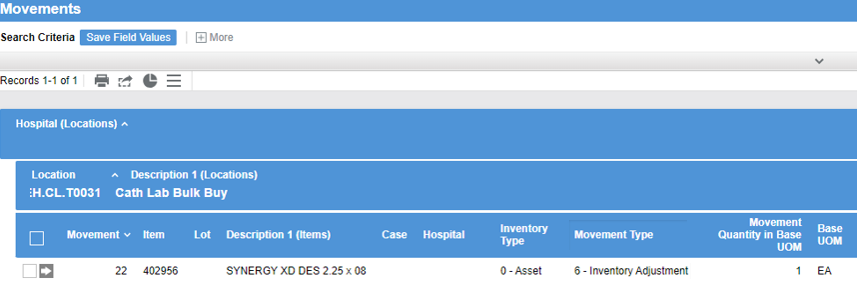 Movements
Search Criteria Save Field Values More
Records 1-1 of 1
Hospital (Locations)
Location Description 1 (Locations)
EH.CL.T0031 Cath Lab Bulk Buy
Movement Item Lot Description 1 (Items) Case Hospital Inventory Type Movement Type Movement Quantity in Base UOM Base UOM
22 402956 SYNERGY XD DES 2.25 x 08 0 - Asset 6 - Inventory Adjustment 1 EA